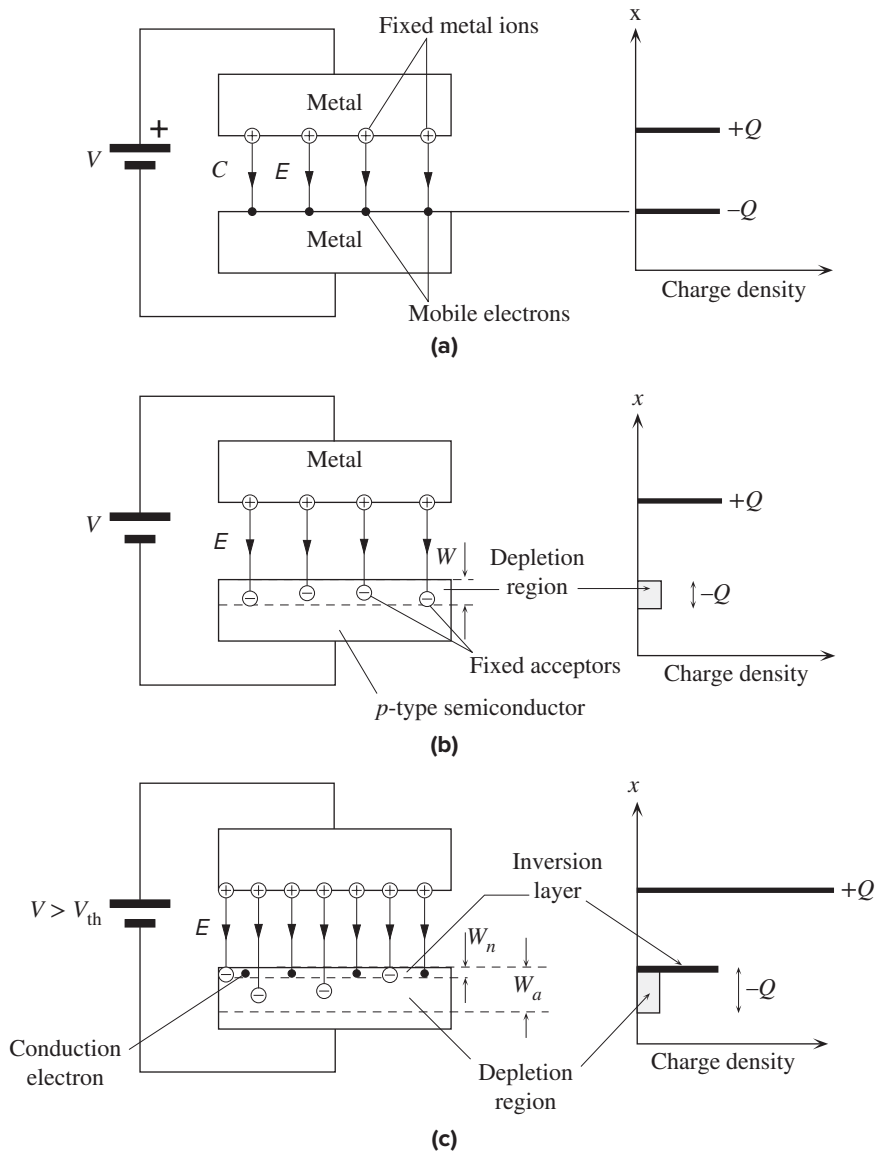 x
Fixed metal ions
Metal
+
V
C
E
+Q
−Q
Metal
Charge density
Mobile electrons
(a)
x
Metal
+Q
V
E
W
Depletion
region
−Q
Fixed acceptors
Charge density
p-type semiconductor
(b)
x
Inversion
layer
+Q
V > Vth
E
Wn
Wa
−Q
Conduction
electron
Depletion
region
Charge density
(c)